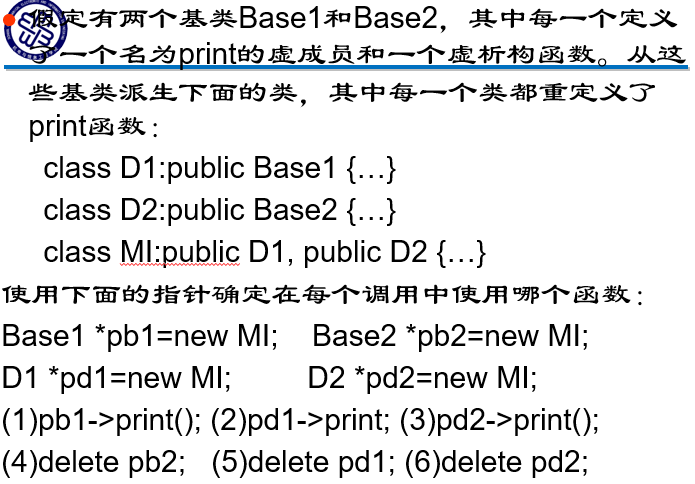 假定有两个基类Base1和Base2，其中每一个定义
了一个名为print的虚成员和一个虚析构函数。从这
些基类派生下面的类，其中每一个类都重定义了
print函数：
class D1:public Base1 {…}
class D2:public Base2 {…}
class MI:public D1, public D2 {…}
使用下面的指针确定在每个调用中使用哪个函数：
Base1 *pb1=new MI; Base2 *pb2=new MI;
D1 *pd1=new MI; D2 *pd2=new MI;
(1)pb1->print(); (2)pd1->print; (3)pd2->print();
(4)delete pb2; (5)delete pd1; (6)delete pd2;